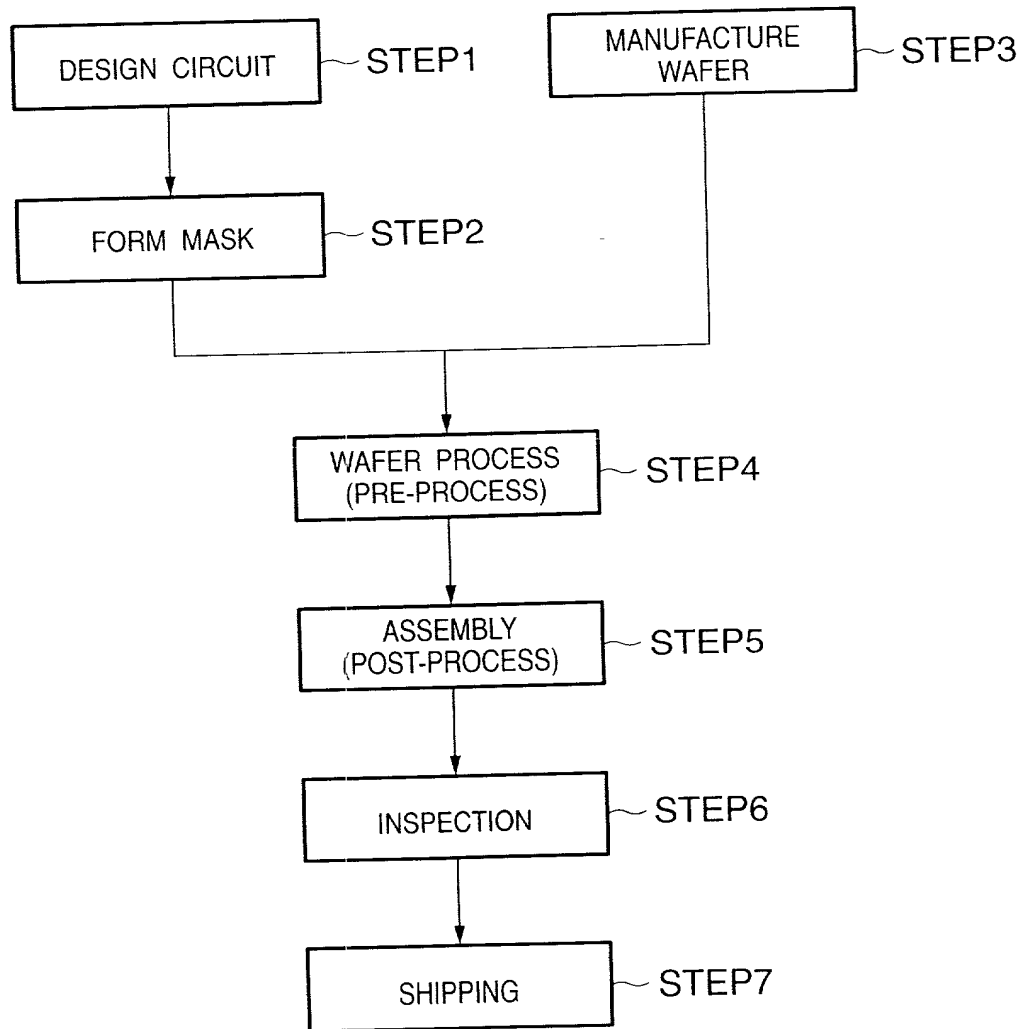 DESIGN CIRCUIT
STEP1
MANUFACTURE
WAFER
STEP3
FORM MASK
STEP2
WAFER PROCESS
(PRE-PROCESS)
STEP4
ASSEMBLY
(POST-PROCESS)
STEP5
INSPECTION
STEP6
SHIPPING
STEP7